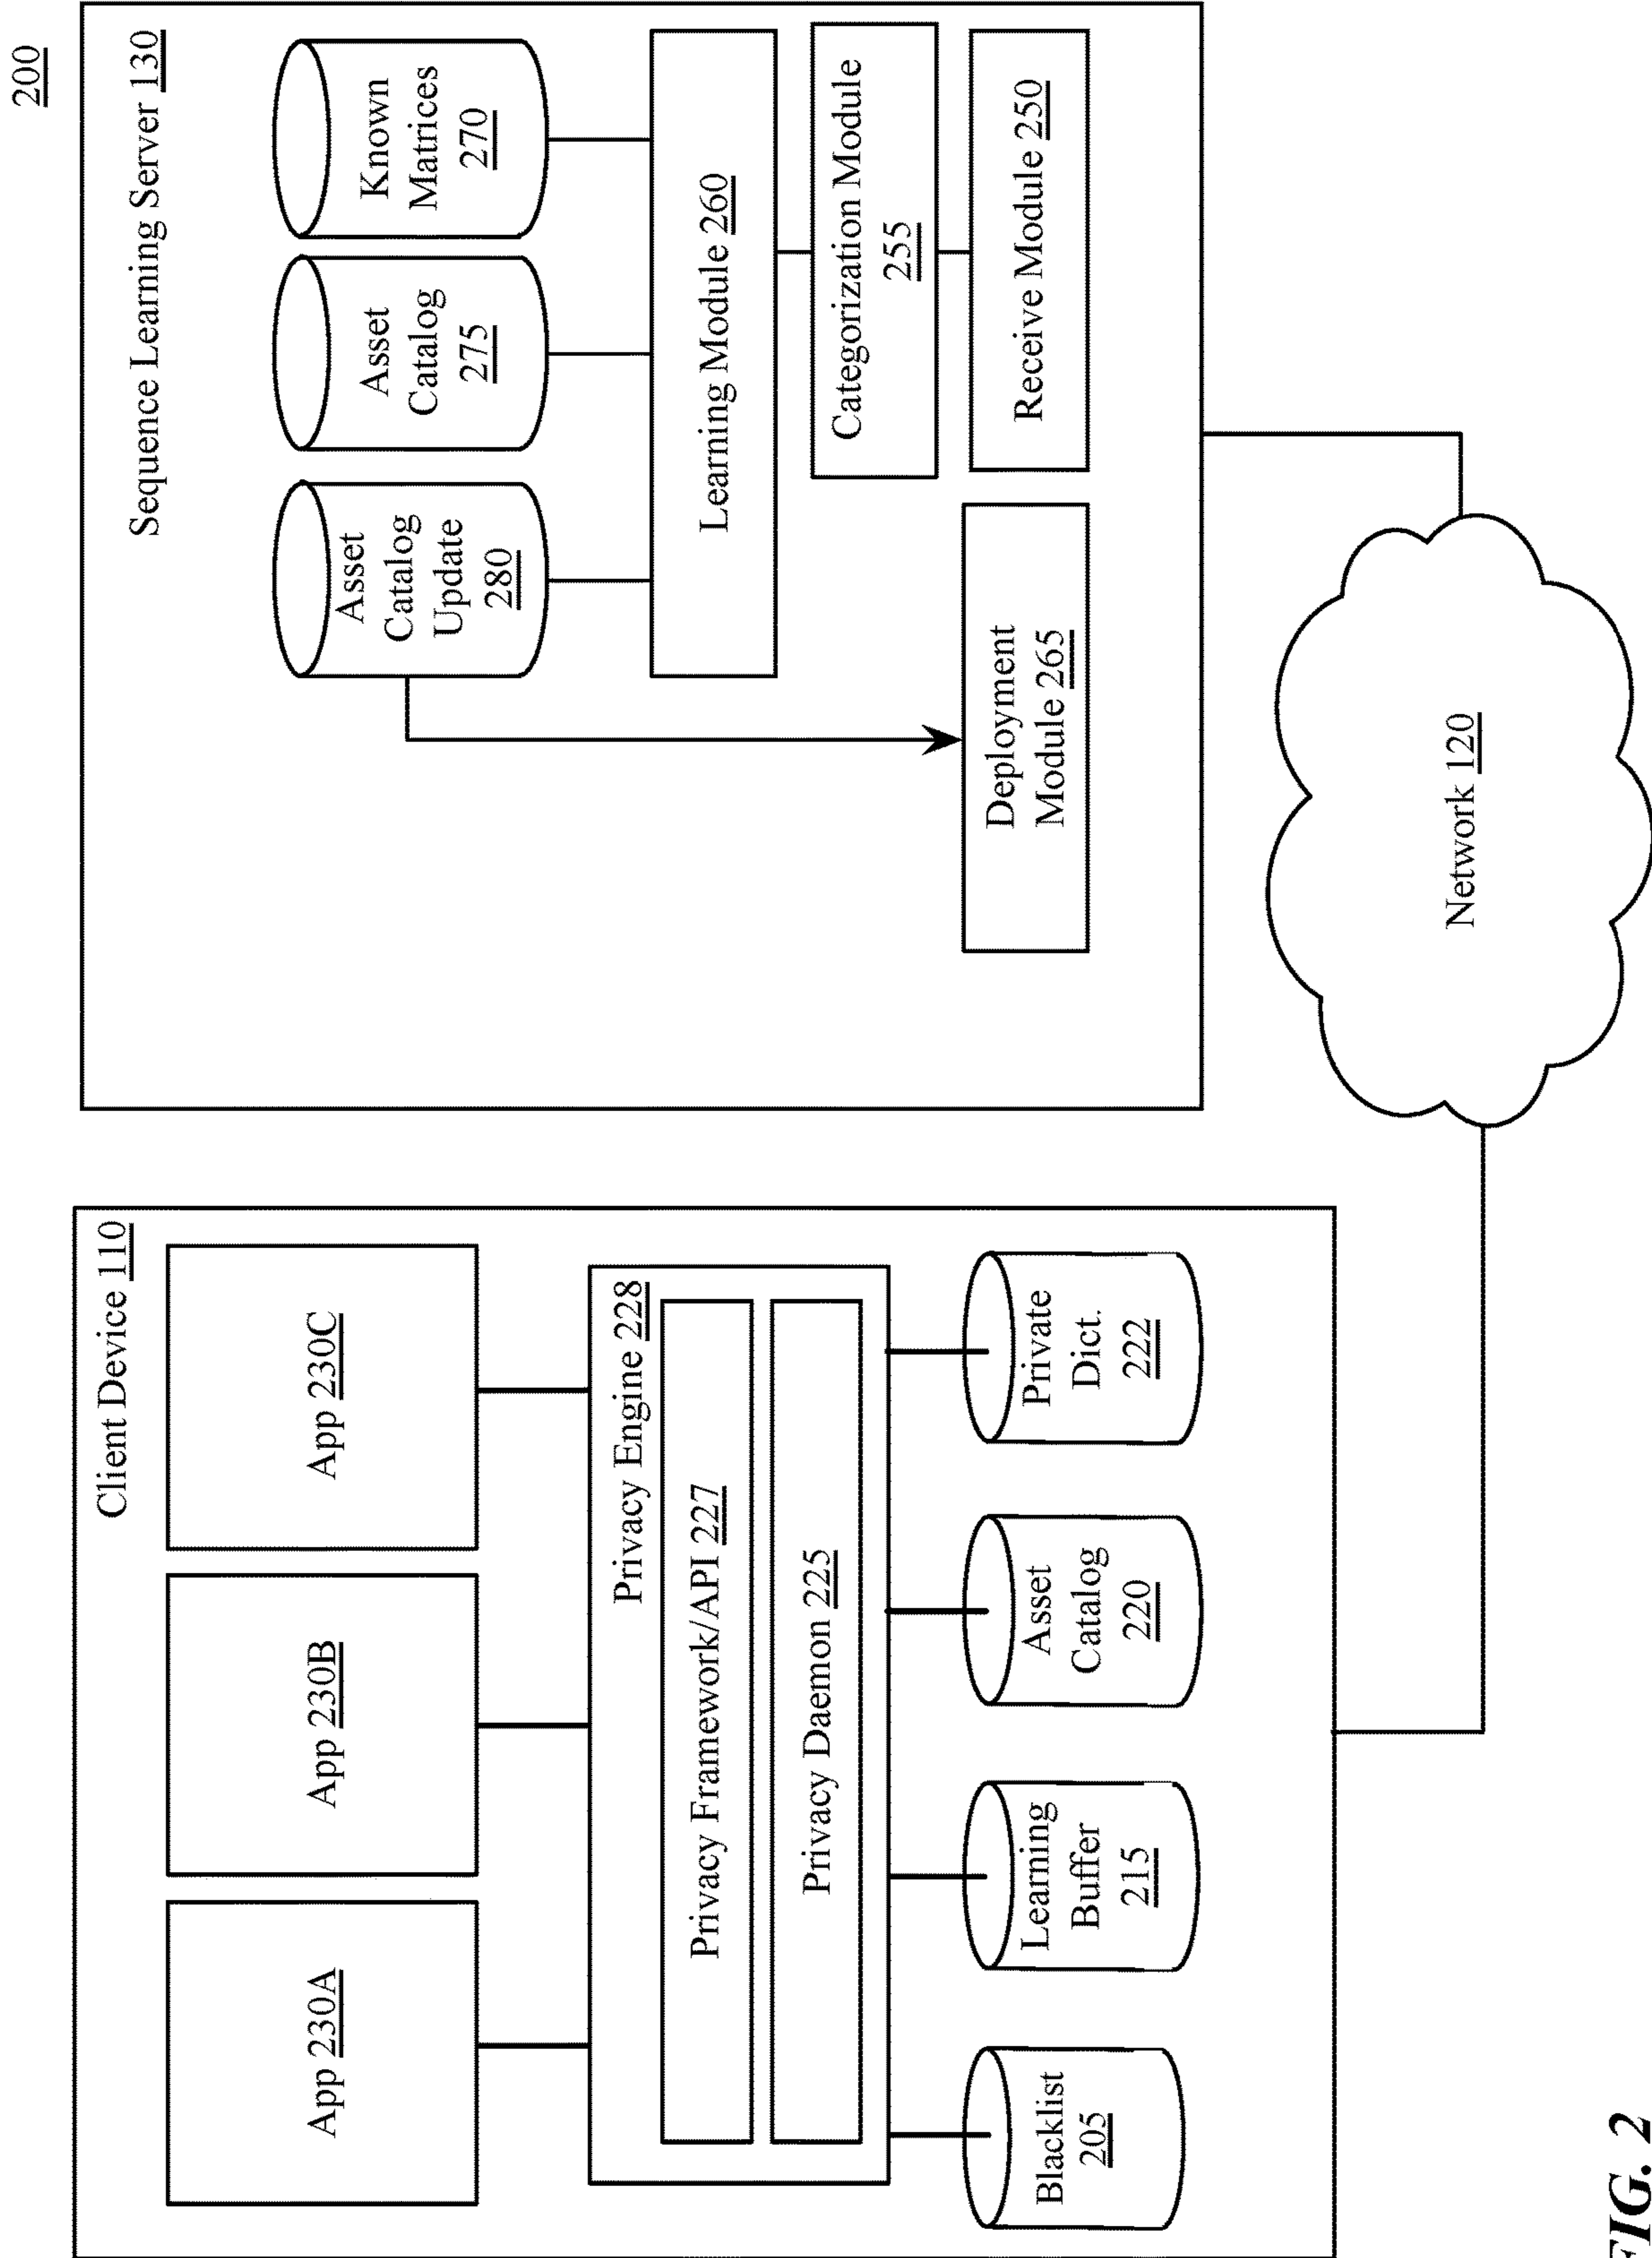 200
Client Device 110
App 230A
App 230B
App 230C
Privacy Engine 228
Privacy Framework/API 227
Privacy Daemon 225
Blacklist
205
Learning
Buffer
215
Asset
Catalog
220
Private
Dict.
222
Sequence Learning Server 130
Asset
Catalog
Update
280
Asset
Catalog
275
Known
Matrices
270
Learning Module 260
Categorization Module
255
Receive Module 250
Deployment
Module 265
Network 120
FIG. 2